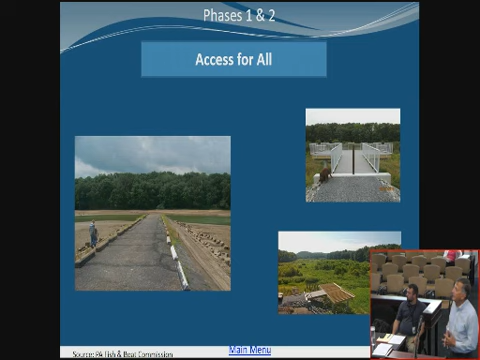 Phases 1 & 2
Access for All
Source: PA Fish & Boat Commission
Main Menu